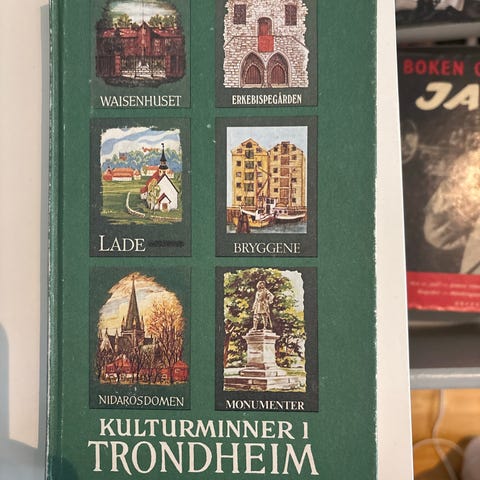 WAISENHUSET
ERKEBISPEGÅRDEN
LADE
BRYGGENE
NIDAROSDOMEN
MONUMENTER
KULTURMINNER I
TRONDHEIM
BOKEN
JA